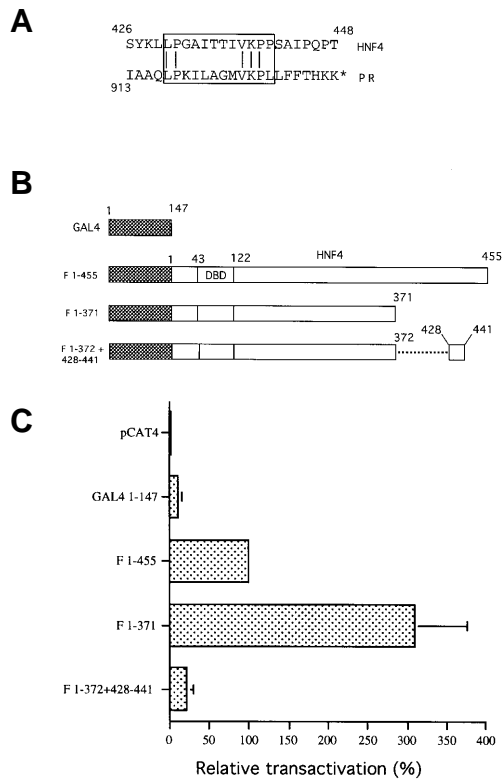 A
426 448
SYKLLPGAITTIVKPPSAIPQPT HNF4
IAAQLPKILAGMVKPLLFFTHKK* PR
913
B
1 147
GAL4
1 43 122 HNF4 455
F 1-455 DBD
371
F 1-371
372 428 441
F 1-372 +
428-441
C
pCAT4
GAL4 1-147
F 1-455
F 1-371
F 1-372+428-441
0 50 100 150 200 250 300 350 400
Relative transactivation (%)